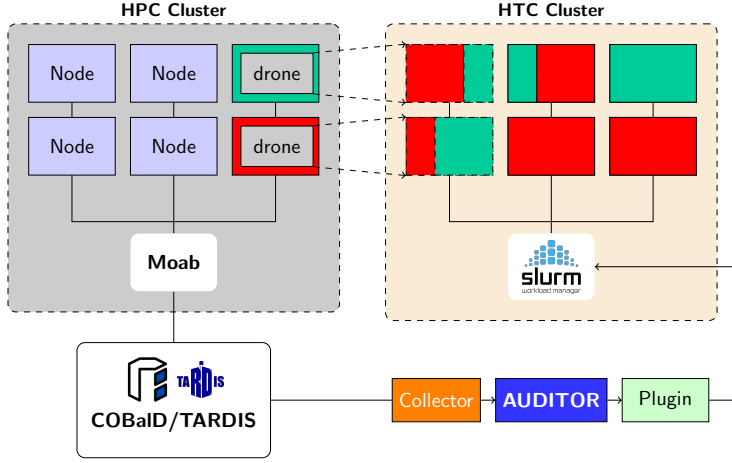 HPC Cluster
HTC Cluster
Node
Node
drone
Node
Node
drone
Moab
slurm
workload manager
TARDIS
COBalD/TARDIS
Collector
AUDITOR
Plugin